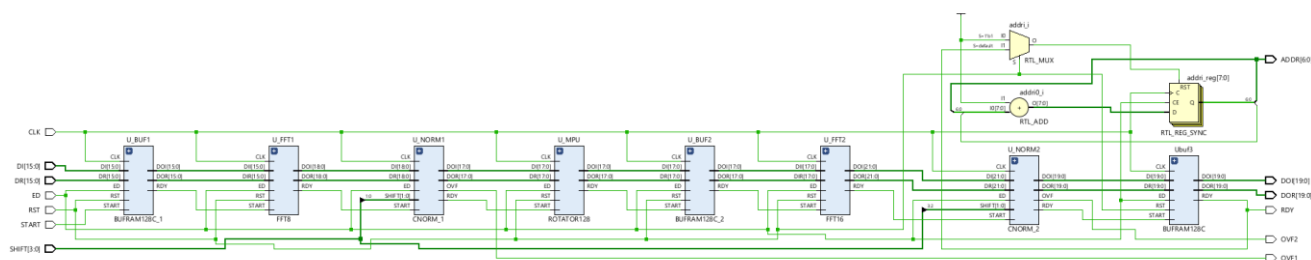 addri_i
S=1'b1 I0
S=default I1
O
S
RTL_MUX
ADDR[6:0]
addri_reg[7:0]
addri0_i
RST
C
CE
D
Q
I1
I0[7:0]
O[7:0]
+
RTL_ADD
RTL_REG_SYNC
CLK
DI[15:0]
DR[15:0]
ED
RST
START
SHIFT[3:0]
U_BUF1
CLK
DI[15:0]
DR[15:0]
ED
RST
START
DOI[15:0]
DOR[15:0]
RDY
BUFRAM128C_1
U_FFT1
CLK
DI[15:0]
DR[15:0]
ED
RST
START
DOI[18:0]
DOR[18:0]
RDY
FFT8
U_NORM1
CLK
DI[18:0]
DR[18:0]
ED
RST
SHIFT[1:0]
START
DOI[17:0]
DOR[17:0]
OVF
RDY
CNORM_1
U_MPU
CLK
DI[17:0]
DR[17:0]
ED
RST
START
DOI[17:0]
DOR[17:0]
RDY
ROTATOR128
U_BUF2
CLK
DI[17:0]
DR[17:0]
ED
RST
START
DOI[17:0]
DOR[17:0]
RDY
BUFRAM128C_2
U_FFT2
CLK
DI[17:0]
DR[17:0]
ED
RST
START
DOI[21:0]
DOR[21:0]
RDY
FFT16
U_NORM2
CLK
DI[21:0]
DR[21:0]
ED
RST
SHIFT[1:0]
START
DOI[19:0]
DOR[19:0]
OVF
RDY
CNORM_2
Ubuf3
CLK
DI[19:0]
DR[19:0]
ED
RST
START
DOI[19:0]
DOR[19:0]
RDY
BUFRAM128C
DOI[19:0]
DOR[19:0]
RDY
OVF2
OVF1